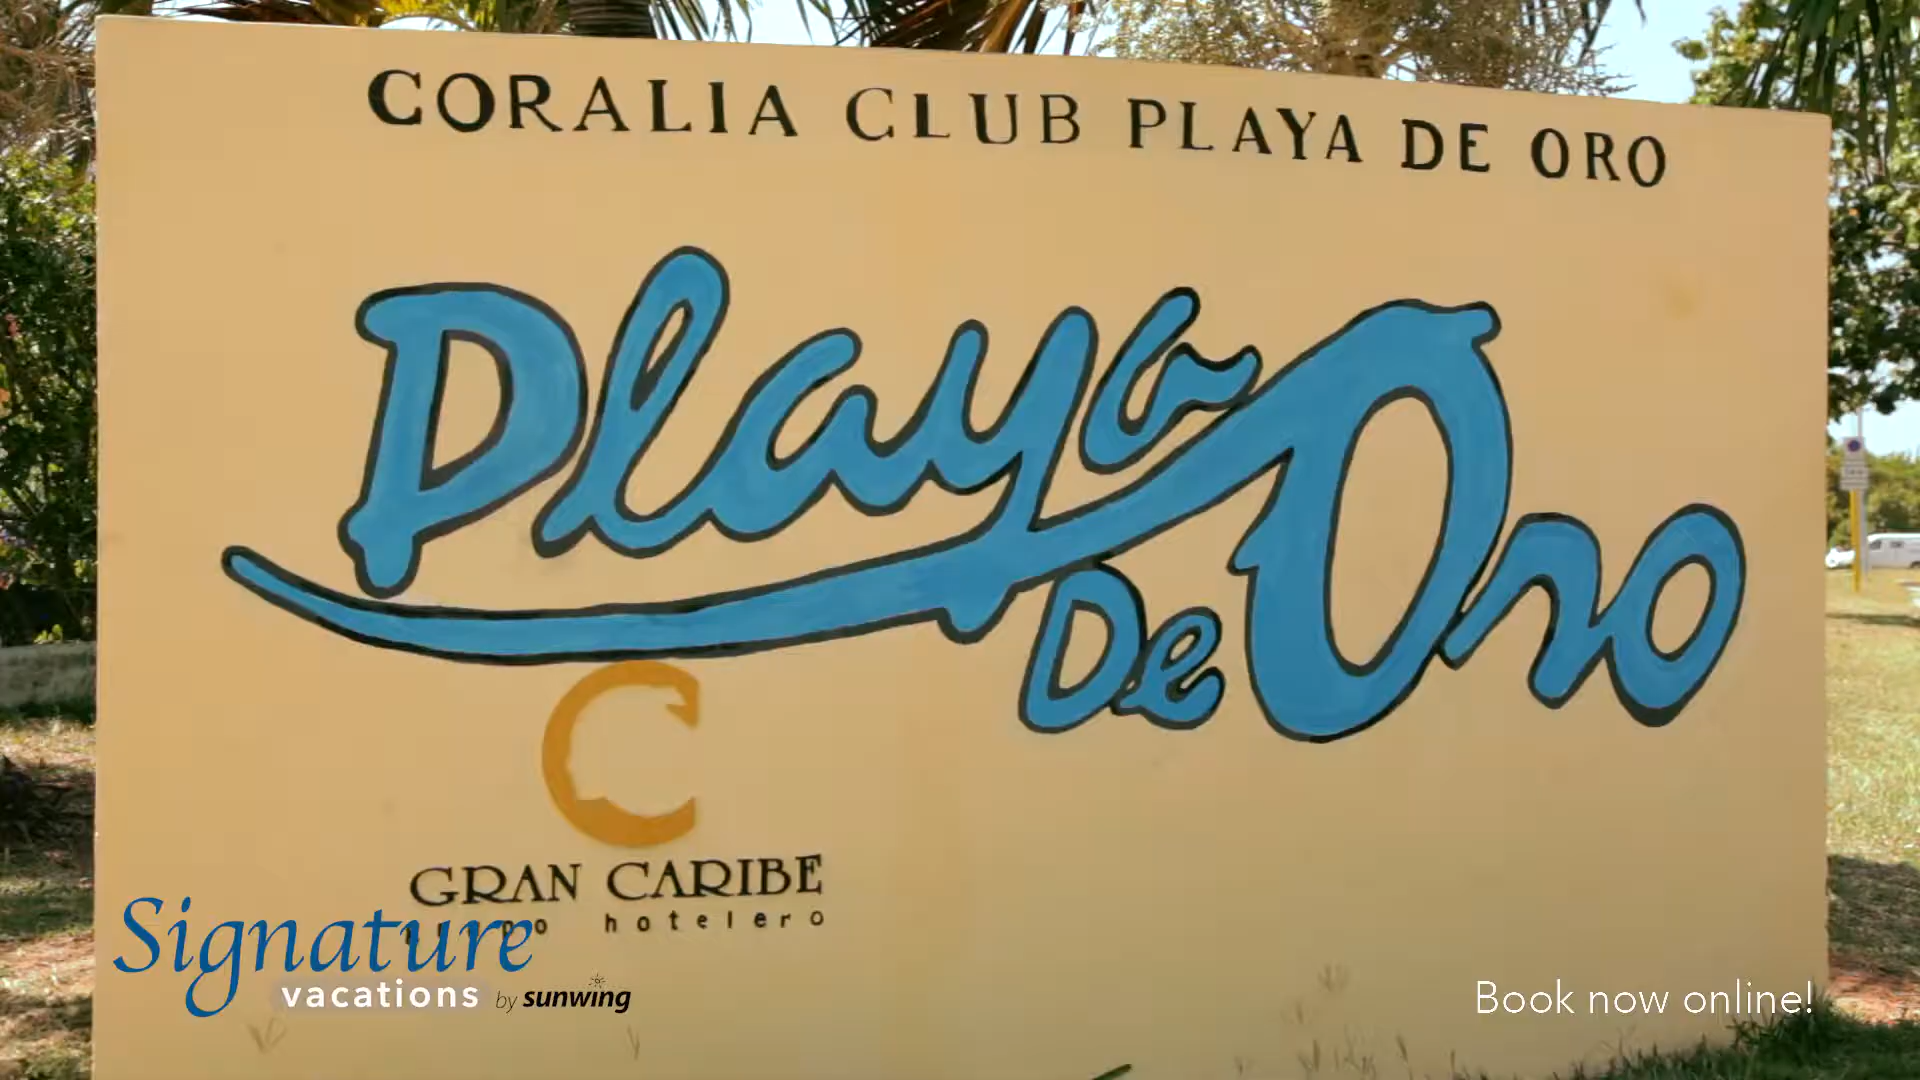 CORALIA CLUB PLAYA DE ORO
Playa
De Oro
C
GRAN CARIBE
hotelero
Signature
vacations by sunwing
Book now online!